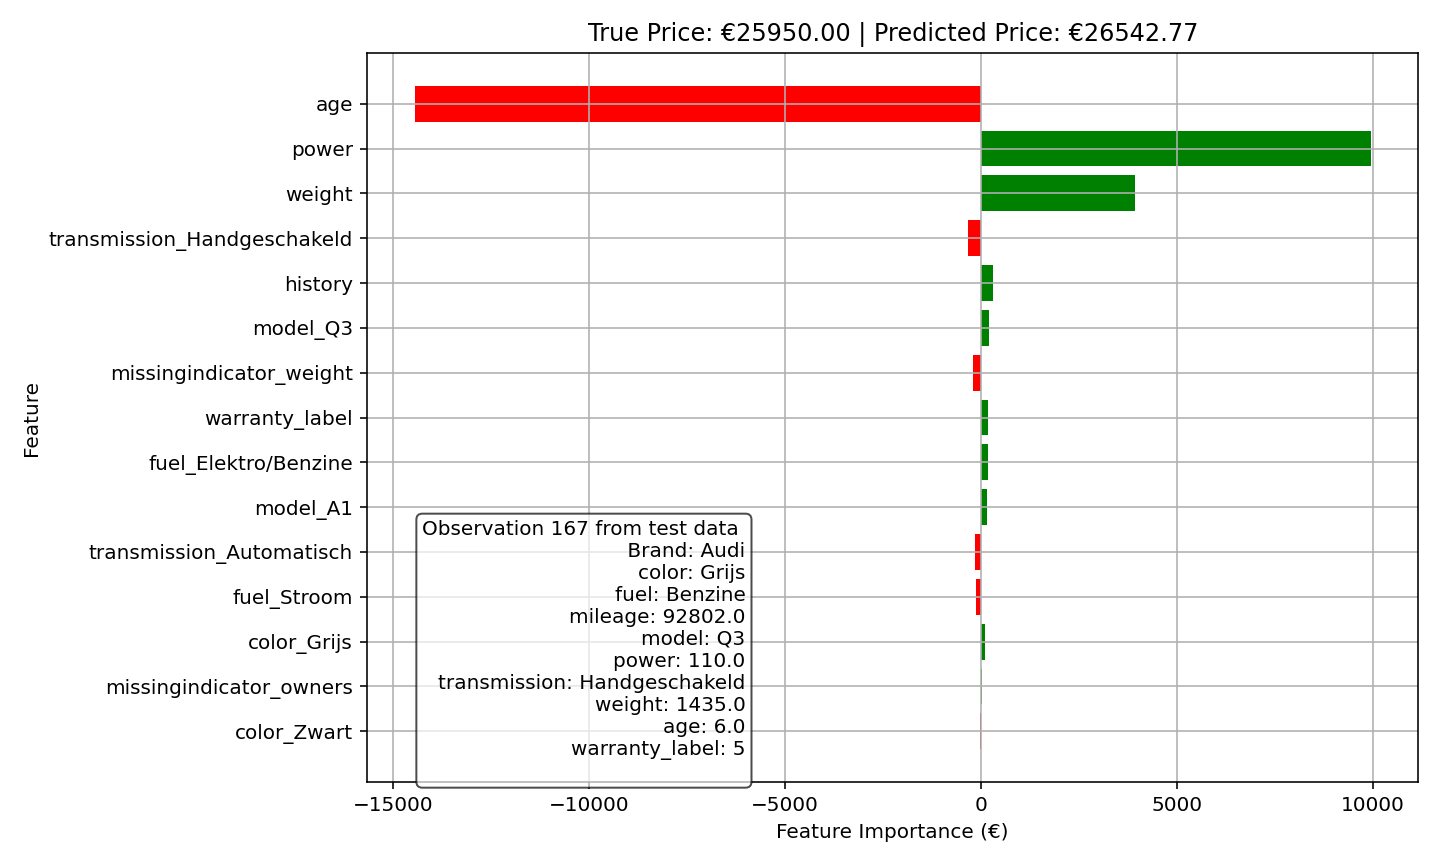 True Price: €25950.00 | Predicted Price: €26542.77
Feature
age
power
weight
transmission_Handgeschakeld
history
model_Q3
missingindicator_weight
warranty_label
fuel_Elektro/Benzine
model_A1
transmission_Automatisch
fuel_Stroom
color_Grijs
missingindicator_owners
color_Zwart
Observation 167 from test data
Brand: Audi
color: Grijs
fuel: Benzine
mileage: 92802.0
model: Q3
power: 110.0
transmission: Handgeschakeld
weight: 1435.0
age: 6.0
warranty_label: 5
−15000 −10000 −5000 0 5000 10000
Feature Importance (€)